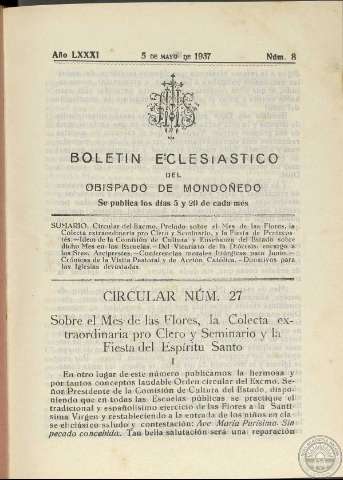 Año LXXXI 5 DE MAYO DE 1937 Núm. 8
BOLETIN ECLESIASTICO
DEL
OBISPADO DE MONDOÑEDO
Se publica los días 5 y 20 de cada mes
SUMARIO. Circular del Excmo. Prelado sobre el Mes de las Flores, la
Colecta extraordinaria pro Clero y Seminario, y la Fiesta de Pentecos-
tés.—Idem de la Comisión de Cultura y Enseñanza del Estado sobre
dicho Mes en las Escuelas.—Del Vicariato de la Diócesis, encargo a
los Sres. Arciprestes.—Conferencias morales litúrgicas para Junio.—
Crónicas de la Visita Pastoral y de Acción Católica.—Donativos para
las Iglesias devastadas
CIRCULAR NÚM. 27
Sobre el Mes de las Flores, la Colecta ex-
traordinaria pro Clero y Seminario y la
Fiesta del Espíritu Santo
I
En otro lugar de este número publicamos la hermosa y
por tantos conceptos laudable Orden circular del Excmo. Se-
ñor Presidente de la Comisión de Cultura del Estado, dispo-
niendo que en todas las Escuelas públicas se practique el
tradicional y españolísimo ejercicio de las Flores a la Santí-
sima Virgen y restableciendo a la entrada de los niños en cla-
se el clásico saludo y contestación: Ave María Purísima Sin
pecado concebida. Tan bella salutación será una reparación